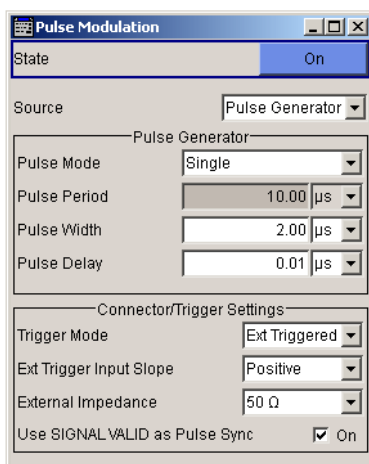 Pulse Modulation
State On
Source Pulse Generator
Pulse Generator
Pulse Mode Single
Pulse Period 10.00 µs
Pulse Width 2.00 µs
Pulse Delay 0.01 µs
Connector/Trigger Settings
Trigger Mode Ext Triggered
Ext Trigger Input Slope Positive
External Impedance 50 Ω
Use SIGNAL VALID as Pulse Sync On